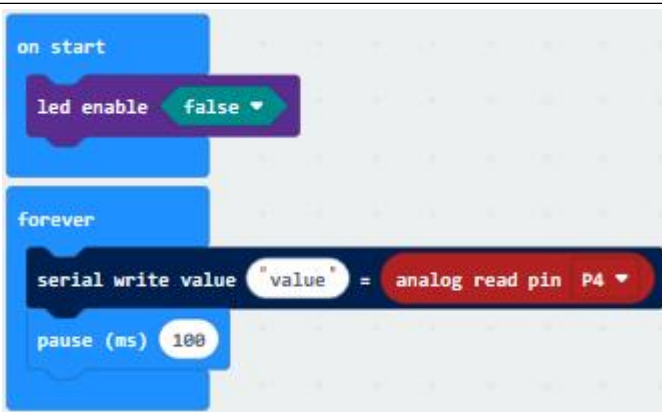 on start
led enable false
forever
serial write value "value" = analog read pin P4
pause (ms) 100